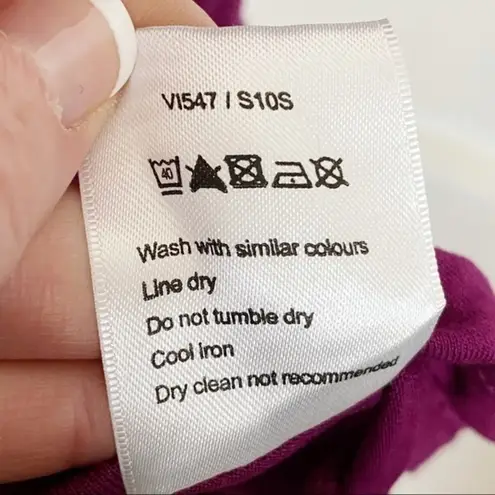 VI547 / S10S
40
Wash with similar colours
Line dry
Do not tumble dry
Cool iron
Dry clean not recommended